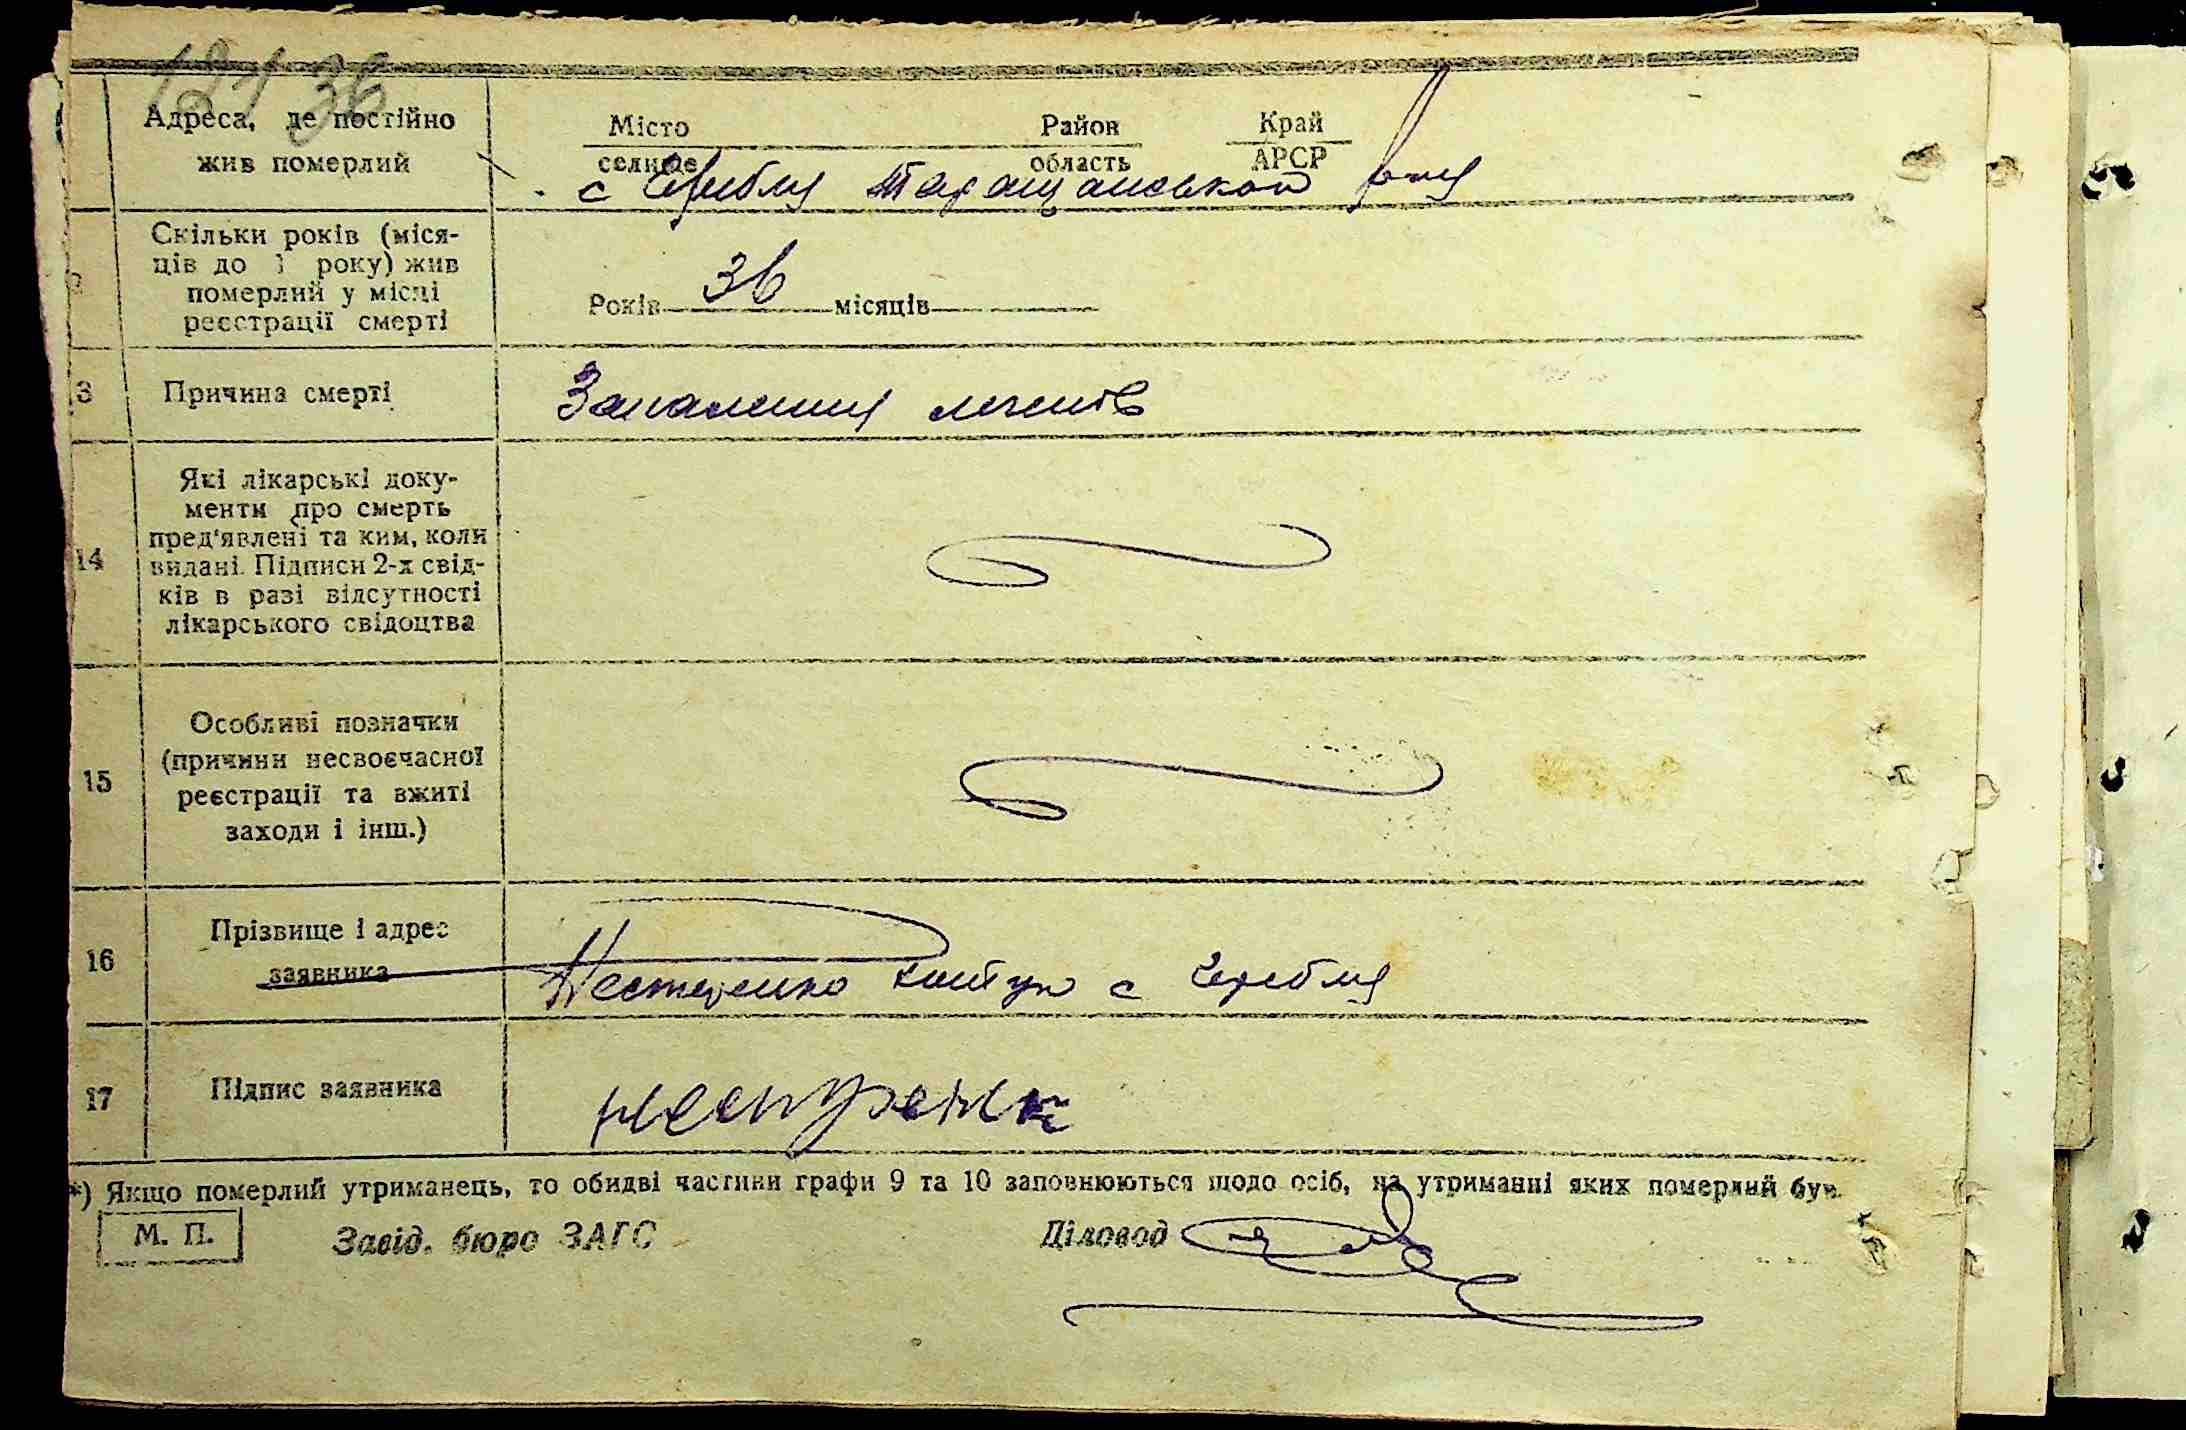 121 36
Адреса, де постійно
жив померлий
Місто Район Край
селище область АРСР
с
Таращанського р-ну
Скільки років (міся-
ців до 1 року) жив
померлий у місці
реєстрації смерті
Років 36 місяців
3 Причина смерті
Запалення легенів
Які лікарські доку-
менти про смерть
14 пред'явлені та ким, коли
видані. Підписи 2-х свід-
ків в разі відсутності
лікарського свідоцтва
Особливі позначки
(причини несвоєчасної
15 реєстрації та вжиті
заходи і інш.)
Прізвище і адрес
16 заявника
Нестеренко с
17 Підпис заявника
*) Якщо померлий утриманець, то обидві частини графи 9 та 10 заповнюються щодо осіб, на утриманні яких померлий був.
М. П. Завід. бюро ЗАГС Діловод